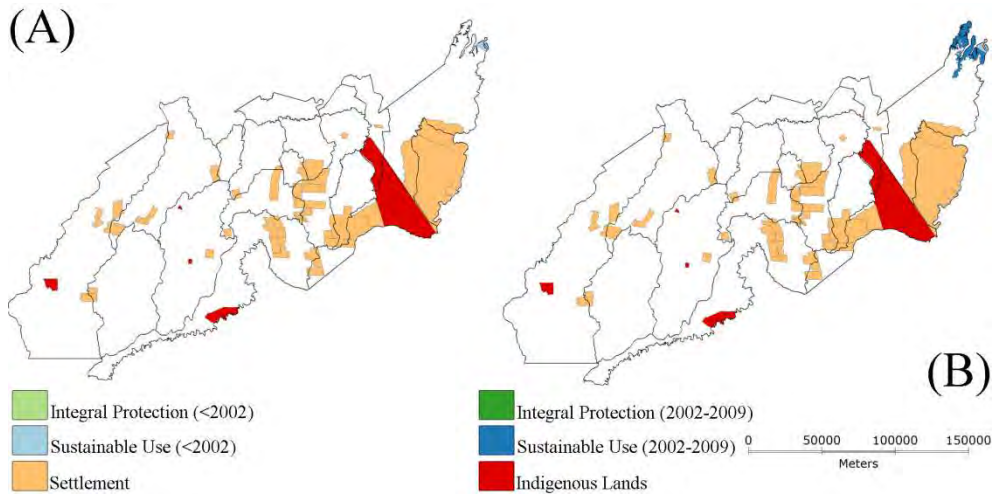 (A)
(B)
Integral Protection (<2002)
Sustainable Use (<2002)
Settlement
Integral Protection (2002-2009)
Sustainable Use (2002-2009)
Indigenous Lands
0 50000 100000 150000
Meters